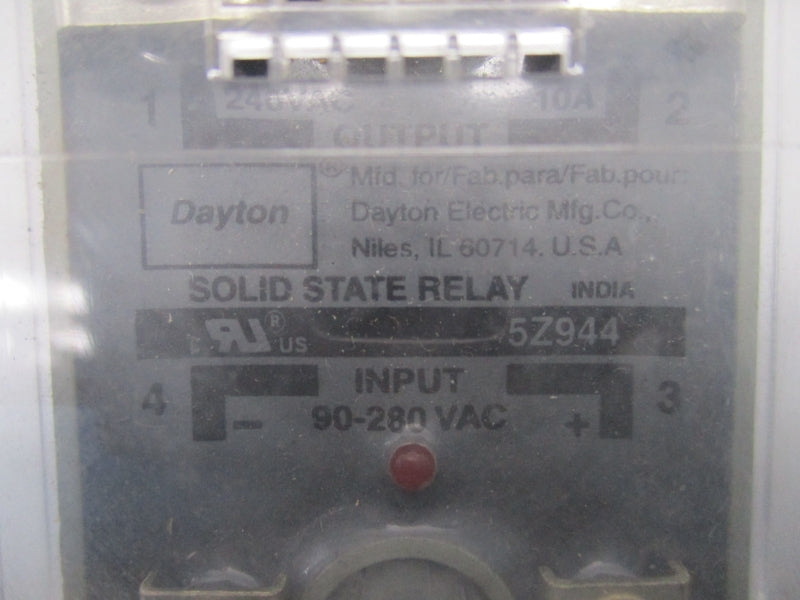 1 240VAC 10A 2
OUTPUT
Dayton ®
Mfd. for/Fab.para/Fab.pour:
Dayton Electric Mfg.Co.,
Niles, IL 60714. U.S.A
SOLID STATE RELAY INDIA
c RU ® US 5Z944
4 INPUT 3
– 90-280 VAC +